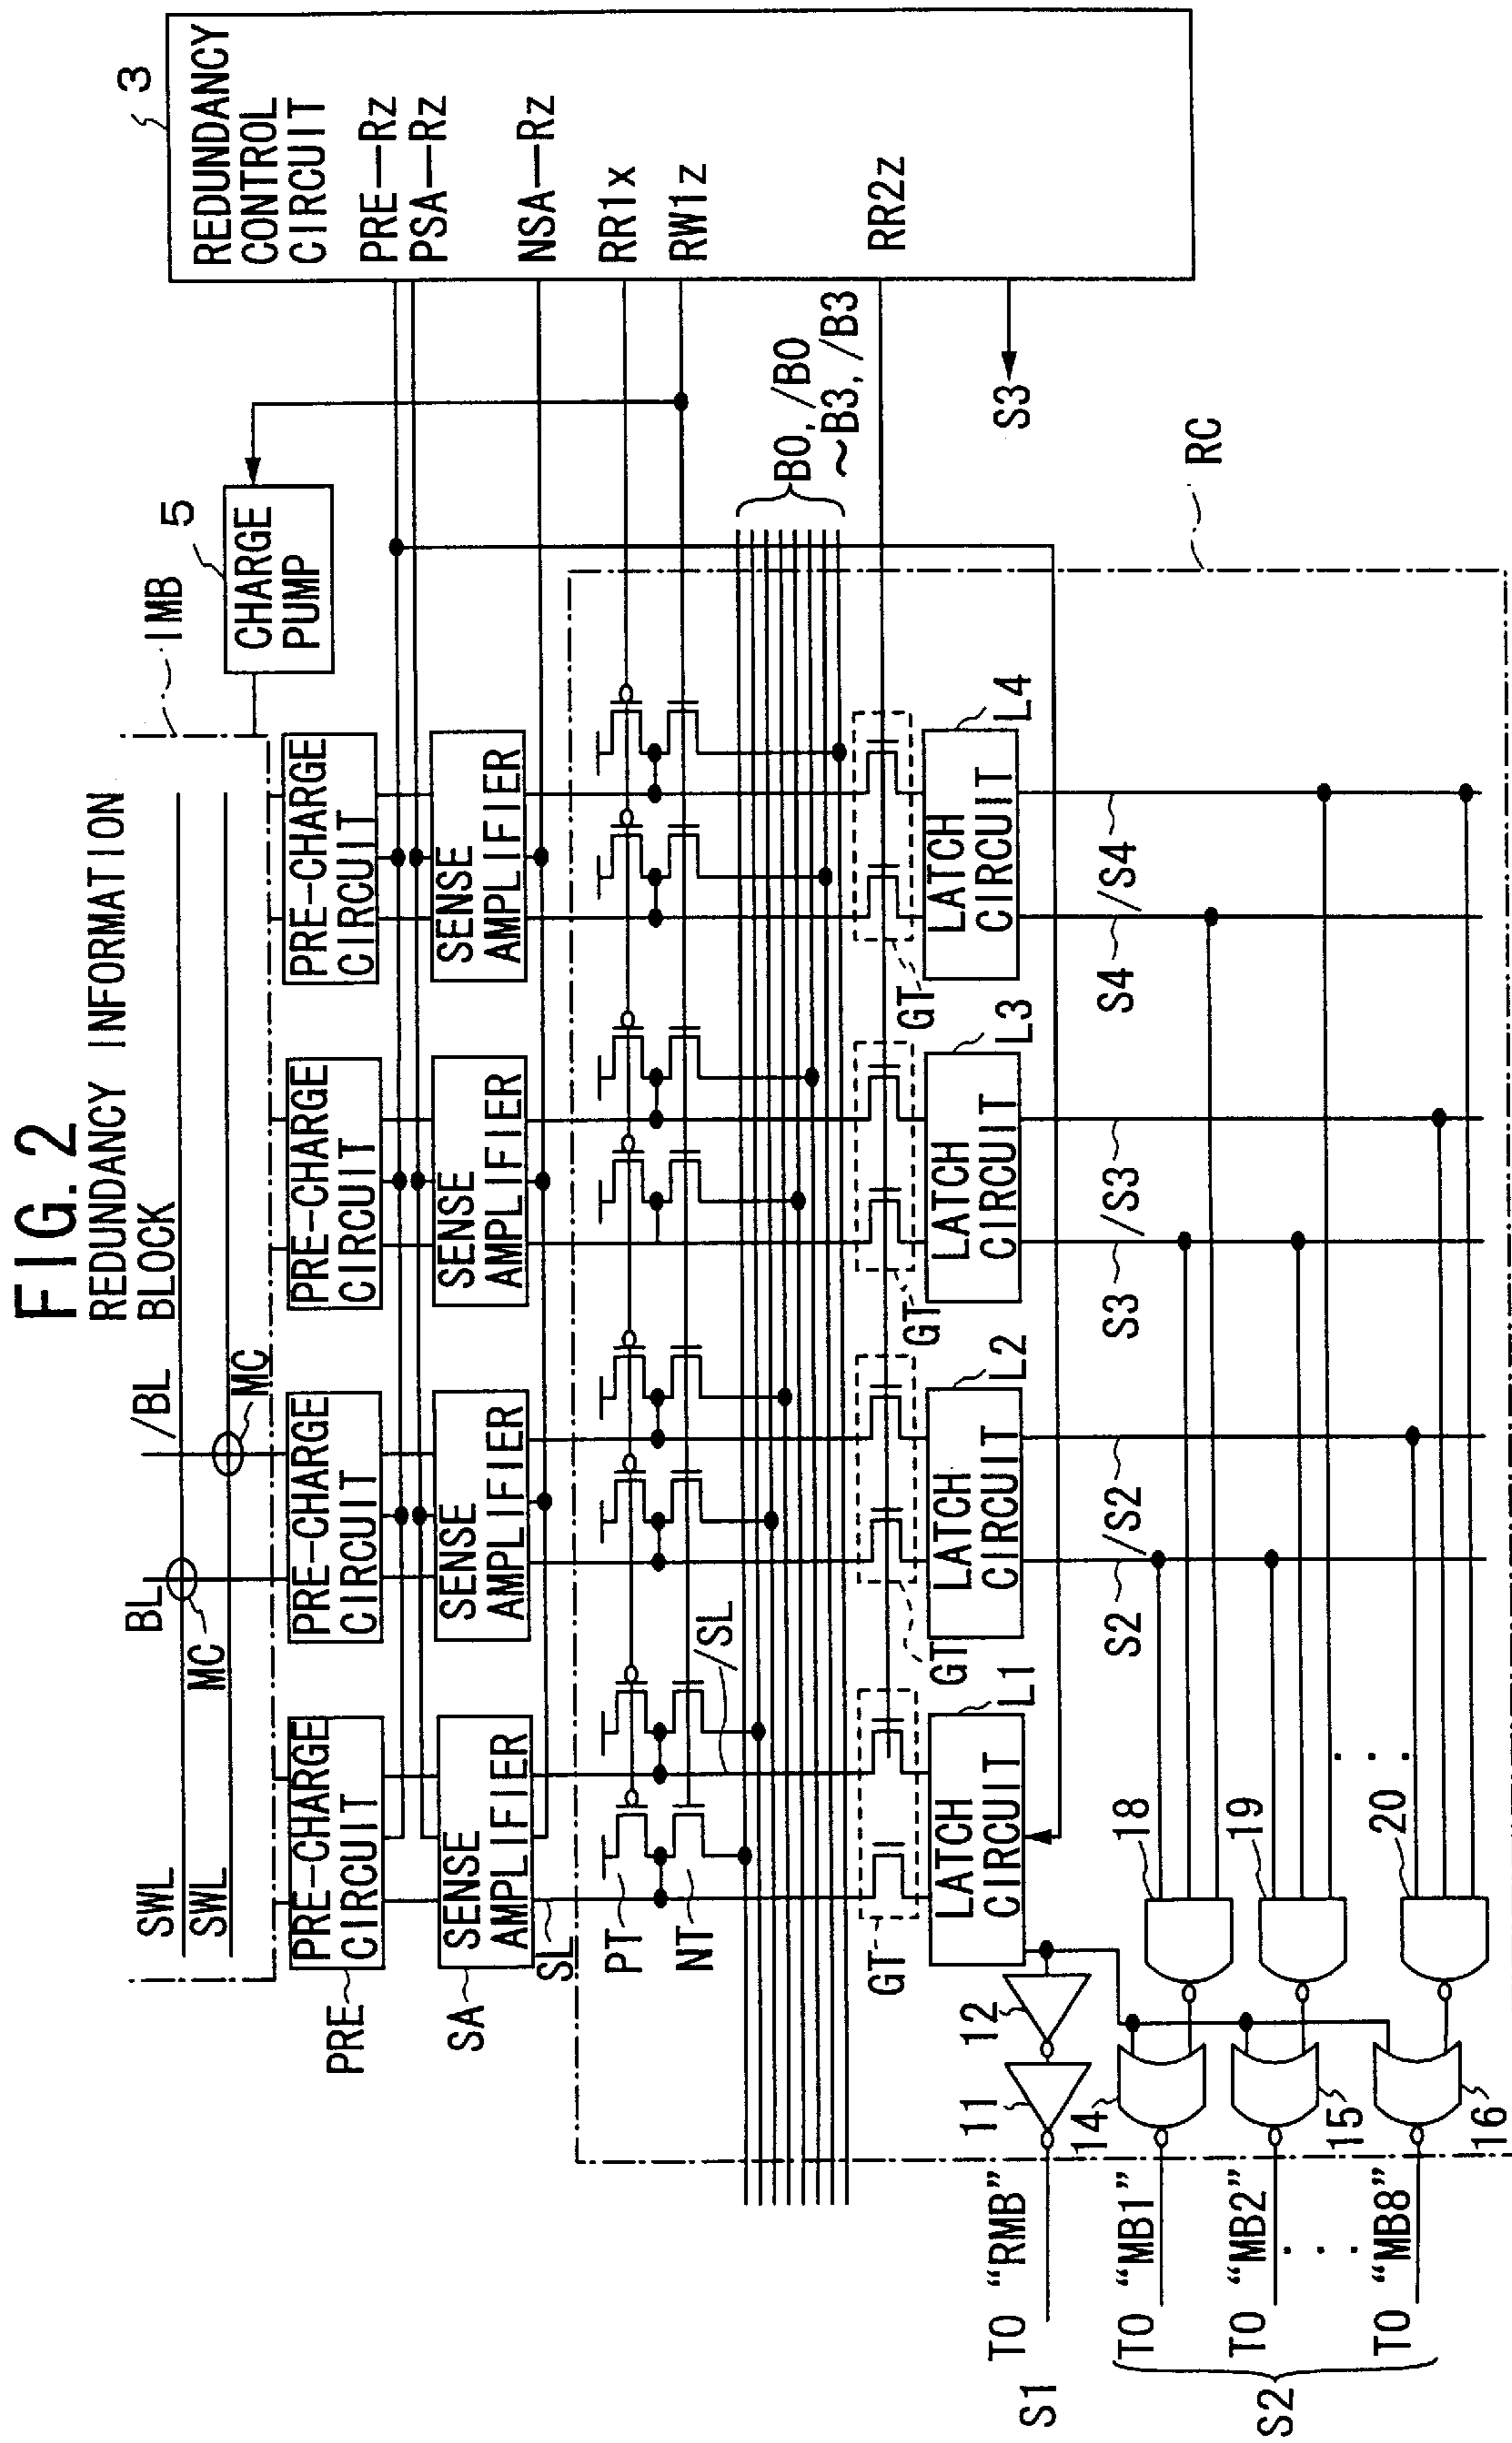 FIG. 2
REDUNDANCY INFORMATION
BLOCK
SWL
SWL
BL
/BL
MC
MC
IMB
5
CHARGE
PUMP
3
REDUNDANCY
CONTROL
CIRCUIT
PRE—Rz
PSA—Rz
NSA—Rz
RR1x
RW1z
RR2z
S3
PRE
PRE-CHARGE
CIRCUIT
PRE-CHARGE
CIRCUIT
PRE-CHARGE
CIRCUIT
PRE-CHARGE
CIRCUIT
SA
SENSE
AMPLIFIER
SENSE
AMPLIFIER
SENSE
AMPLIFIER
SENSE
AMPLIFIER
SL
/SL
PT
NT
B0, /B0
~B3, /B3
RC
GT
GT
GT
GT
LATCH
CIRCUIT
L1
LATCH
CIRCUIT
L2
LATCH
CIRCUIT
L3
LATCH
CIRCUIT
L4
S2
/S2
S3
/S3
S4
/S4
12
11
18
19
20
14
15
16
. . .
TO “RMB”
S1
TO “MB1”
TO “MB2”
. . .
TO “MB8”
S2